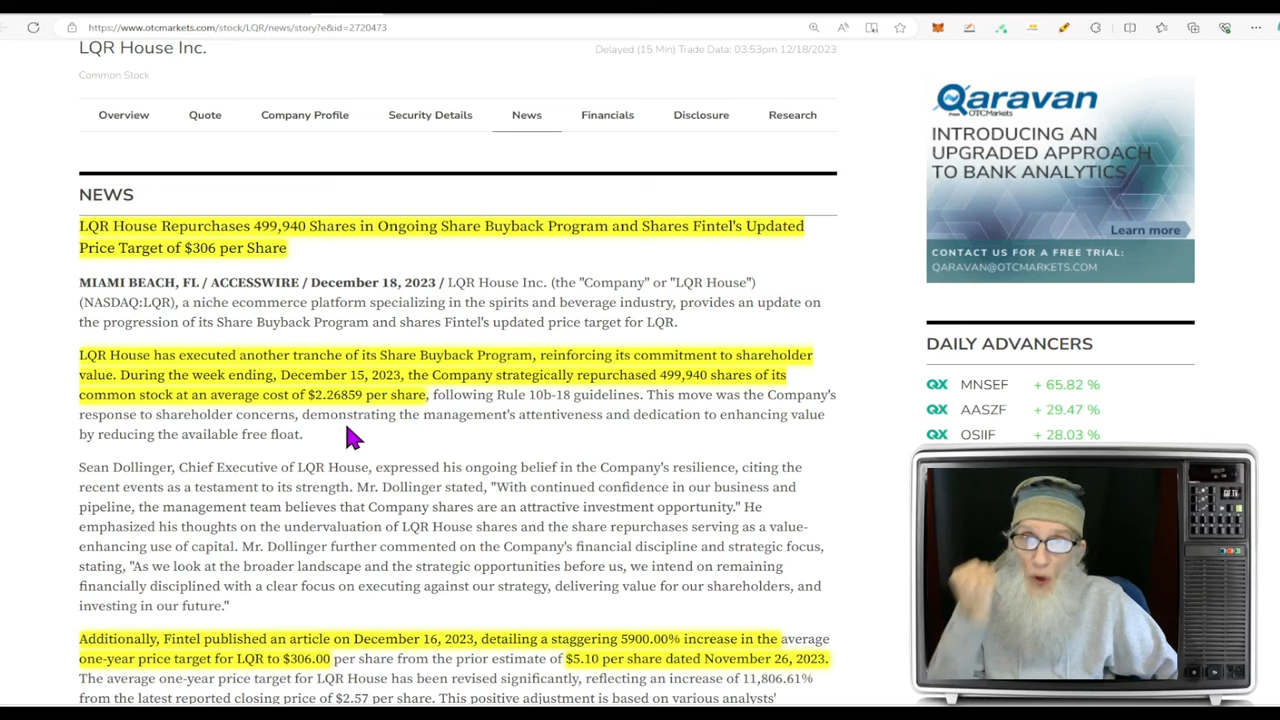 https://www.otcmarkets.com/stock/LQR/news/story?e&id=2720473
LQR House Inc.
Delayed (15 Min) Trade Data: 03:53pm 12/18/2023
Common Stock
Overview
Quote
Company Profile
Security Details
News
Financials
Disclosure
Research
NEWS
LQR House Repurchases 499,940 Shares in Ongoing Share Buyback Program and Shares Fintel's Updated
Price Target of $306 per Share
MIAMI BEACH, FL / ACCESSWIRE / December 18, 2023 / LQR House Inc. (the "Company" or "LQR House")
(NASDAQ:LQR), a niche ecommerce platform specializing in the spirits and beverage industry, provides an update on
the progression of its Share Buyback Program and shares Fintel's updated price target for LQR.
LQR House has executed another tranche of its Share Buyback Program, reinforcing its commitment to shareholder
value. During the week ending, December 15, 2023, the Company strategically repurchased 499,940 shares of its
common stock at an average cost of $2.26859 per share, following Rule 10b-18 guidelines. This move was the Company's
response to shareholder concerns, demonstrating the management's attentiveness and dedication to enhancing value
by reducing the available free float.
Sean Dollinger, Chief Executive of LQR House, expressed his ongoing belief in the Company's resilience, citing the
recent events as a testament to its strength. Mr. Dollinger stated, "With continued confidence in our business and
pipeline, the management team believes that Company shares are an attractive investment opportunity." He
emphasized his thoughts on the undervaluation of LQR House shares and the share repurchases serving as a value-
enhancing use of capital. Mr. Dollinger further commented on the Company's financial discipline and strategic focus,
stating, "As we look at the broader landscape and the strategic opportunities before us, we intend on remaining
financially disciplined with a clear focus on executing against our strategy, delivering value for our shareholders, and
investing in our future."
Additionally, Fintel published an article on December 16, 2023, detailing a staggering 5900.00% increase in the average
one-year price target for LQR to $306.00 per share from the prior estimate of $5.10 per share dated November 26, 2023.
The average one-year price target for LQR House has been revised significantly, reflecting an increase of 11,806.61%
from the latest reported closing price of $2.57 per share. This positive adjustment is based on various analysts'
Qaravan
From OTCMarkets
INTRODUCING AN
UPGRADED APPROACH
TO BANK ANALYTICS
Learn more
CONTACT US FOR A FREE TRIAL:
QARAVAN@OTCMARKETS.COM
DAILY ADVANCERS
QX MNSEF + 65.82 %
QX AASZF + 29.47 %
QX OSIIF + 28.03 %